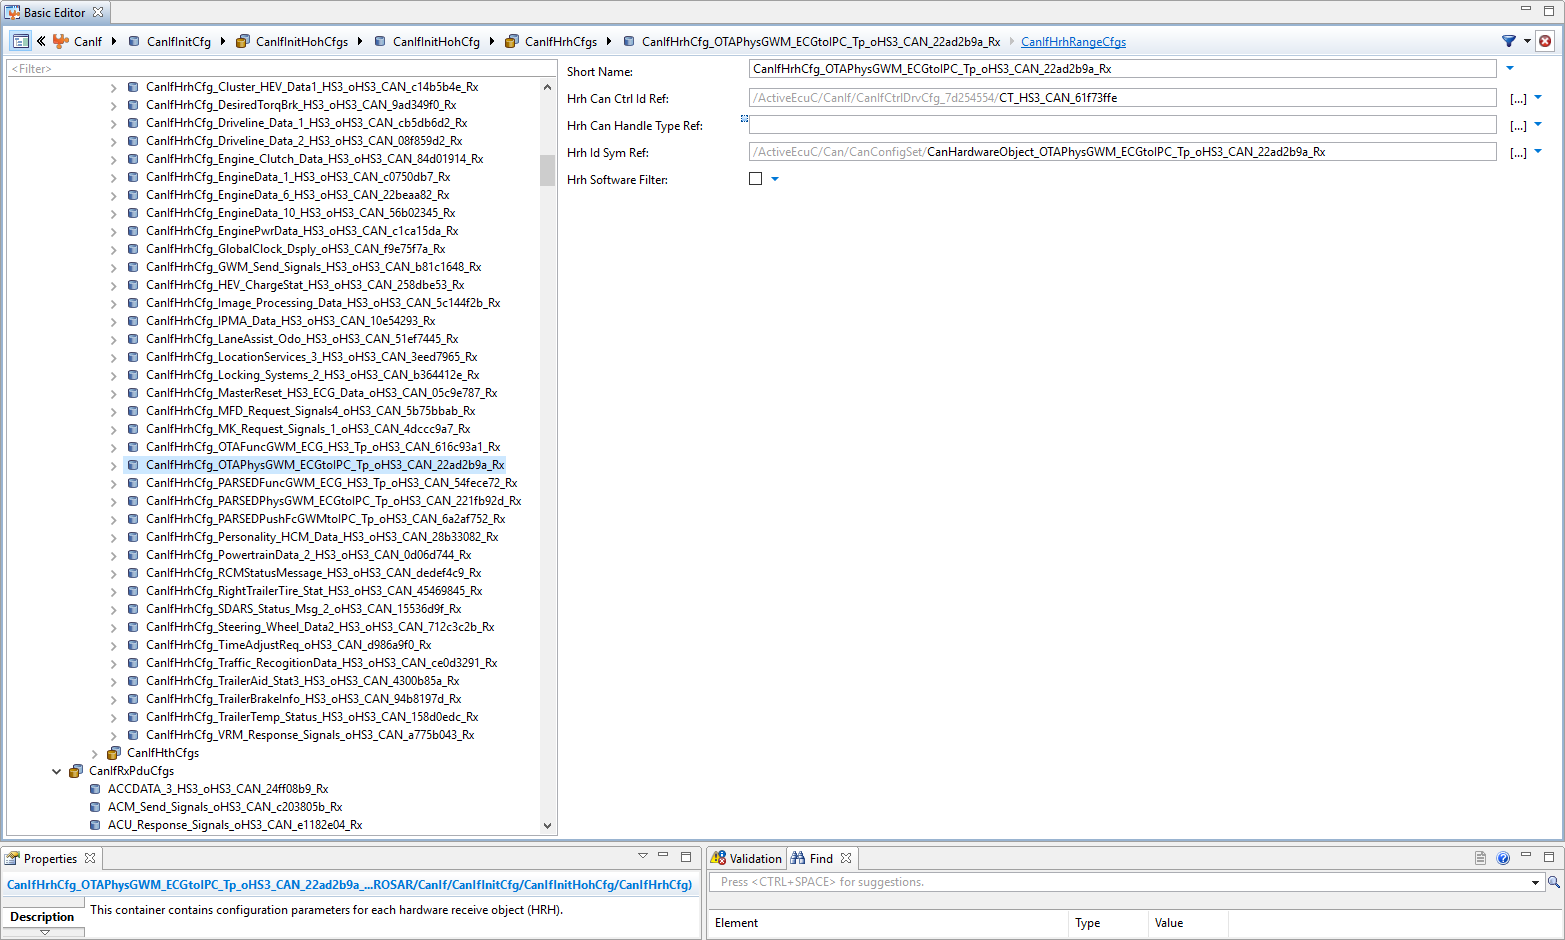 Basic Editor
CanIf CanIfInitCfg CanIfInitHohCfgs CanIfInitHohCfg CanIfHrhCfgs CanIfHrhCfg_OTAPhysGWM_ECGtoIPC_Tp_oHS3_CAN_22ad2b9a_Rx CanIfHrhRangeCfgs
<Filter>
CanIfHrhCfg_Cluster_HEV_Data1_HS3_oHS3_CAN_c14b5b4e_Rx
CanIfHrhCfg_DesiredTorqBrk_HS3_oHS3_CAN_9ad349f0_Rx
CanIfHrhCfg_Driveline_Data_1_HS3_oHS3_CAN_cb5db6d2_Rx
CanIfHrhCfg_Driveline_Data_2_HS3_oHS3_CAN_08f859d2_Rx
CanIfHrhCfg_Engine_Clutch_Data_HS3_oHS3_CAN_84d01914_Rx
CanIfHrhCfg_EngineData_1_HS3_oHS3_CAN_c0750db7_Rx
CanIfHrhCfg_EngineData_6_HS3_oHS3_CAN_22beaa82_Rx
CanIfHrhCfg_EngineData_10_HS3_oHS3_CAN_56b02345_Rx
CanIfHrhCfg_EnginePwrData_HS3_oHS3_CAN_c1ca15da_Rx
CanIfHrhCfg_GlobalClock_Dsply_oHS3_CAN_f9e75f7a_Rx
CanIfHrhCfg_GWM_Send_Signals_HS3_oHS3_CAN_b81c1648_Rx
CanIfHrhCfg_HEV_ChargeStat_HS3_oHS3_CAN_258dbe53_Rx
CanIfHrhCfg_Image_Processing_Data_HS3_oHS3_CAN_5c144f2b_Rx
CanIfHrhCfg_IPMA_Data_HS3_oHS3_CAN_10e54293_Rx
CanIfHrhCfg_LaneAssist_Odo_HS3_oHS3_CAN_51ef7445_Rx
CanIfHrhCfg_LocationServices_3_HS3_oHS3_CAN_3eed7965_Rx
CanIfHrhCfg_Locking_Systems_2_HS3_oHS3_CAN_b364412e_Rx
CanIfHrhCfg_MasterReset_HS3_ECG_Data_oHS3_CAN_05c9e787_Rx
CanIfHrhCfg_MFD_Request_Signals4_oHS3_CAN_5b75bbab_Rx
CanIfHrhCfg_MK_Request_Signals_1_oHS3_CAN_4dccc9a7_Rx
CanIfHrhCfg_OTAFuncGWM_ECG_HS3_Tp_oHS3_CAN_616c93a1_Rx
CanIfHrhCfg_OTAPhysGWM_ECGtoIPC_Tp_oHS3_CAN_22ad2b9a_Rx
CanIfHrhCfg_PARSEDFuncGWM_ECG_HS3_Tp_oHS3_CAN_54fece72_Rx
CanIfHrhCfg_PARSEDPhysGWM_ECGtoIPC_Tp_oHS3_CAN_221fb92d_Rx
CanIfHrhCfg_PARSEDPushFcGWMtoIPC_Tp_oHS3_CAN_6a2af752_Rx
CanIfHrhCfg_Personality_HCM_Data_HS3_oHS3_CAN_28b33082_Rx
CanIfHrhCfg_PowertrainData_2_HS3_oHS3_CAN_0d06d744_Rx
CanIfHrhCfg_RCMStatusMessage_HS3_oHS3_CAN_dedef4c9_Rx
CanIfHrhCfg_RightTrailerTire_Stat_HS3_oHS3_CAN_45469845_Rx
CanIfHrhCfg_SDARS_Status_Msg_2_oHS3_CAN_15536d9f_Rx
CanIfHrhCfg_Steering_Wheel_Data2_HS3_oHS3_CAN_712c3c2b_Rx
CanIfHrhCfg_TimeAdjustReq_oHS3_CAN_d986a9f0_Rx
CanIfHrhCfg_Traffic_RecogitionData_HS3_oHS3_CAN_ce0d3291_Rx
CanIfHrhCfg_TrailerAid_Stat3_HS3_oHS3_CAN_4300b85a_Rx
CanIfHrhCfg_TrailerBrakeInfo_HS3_oHS3_CAN_94b8197d_Rx
CanIfHrhCfg_TrailerTemp_Status_HS3_oHS3_CAN_158d0edc_Rx
CanIfHrhCfg_VRM_Response_Signals_oHS3_CAN_a775b043_Rx
CanIfHthCfgs
CanIfRxPduCfgs
ACCDATA_3_HS3_oHS3_CAN_24ff08b9_Rx
ACM_Send_Signals_oHS3_CAN_c203805b_Rx
ACU_Response_Signals_oHS3_CAN_e1182e04_Rx
Short Name: CanIfHrhCfg_OTAPhysGWM_ECGtoIPC_Tp_oHS3_CAN_22ad2b9a_Rx
Hrh Can Ctrl Id Ref: /ActiveEcuC/CanIf/CanIfCtrlDrvCfg_7d254554/CT_HS3_CAN_61f73ffe [...]
Hrh Can Handle Type Ref: [...]
Hrh Id Sym Ref: /ActiveEcuC/Can/CanConfigSet/CanHardwareObject_OTAPhysGWM_ECGtoIPC_Tp_oHS3_CAN_22ad2b9a_Rx [...]
Hrh Software Filter:
Properties
CanIfHrhCfg_OTAPhysGWM_ECGtoIPC_Tp_oHS3_CAN_22ad2b9a_...ROSAR/CanIf/CanIfInitCfg/CanIfInitHohCfg/CanIfHrhCfg)
Description
This container contains configuration parameters for each hardware receive object (HRH).
Validation Find
Press <CTRL+SPACE> for suggestions.
Element Type Value